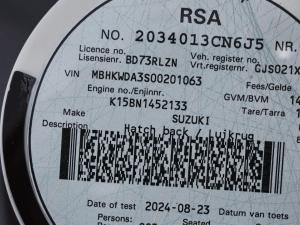 RSA
NO. 2034013CN6J5 NR.
Licence no. Veh. register no.
Lisensienr. BD73RLZN Vrt.registernr. GJS021X
VIN MBHKWDA3S00201063 Fees/Gelde
Engine no./Enjinnr. GVM/BVM 14
K15BN1452133 Tare/Tarra 1
Make SUZUKI
Description Hatch back / Luikrug
Date of test 2024-08-23 Datum van toets
Persons: Seated